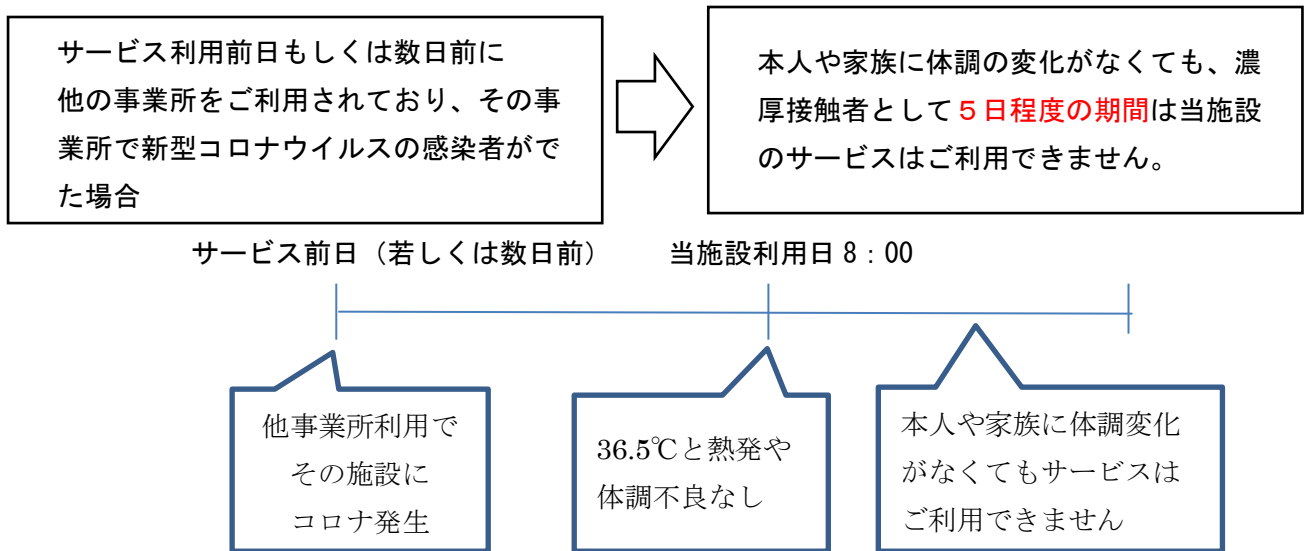 サービス利用前日もしくは数日前に
他の事業所をご利用されており、その事
業所で新型コロナウイルスの感染者がで
た場合
本人や家族に体調の変化がなくても、濃
厚接触者として５日程度の期間は当施設
のサービスはご利用できません。
サービス前日（若しくは数日前）　当施設利用日 8：00
他事業所利用で
その施設に
コロナ発生
36.5℃と熱発や
体調不良なし
本人や家族に体調変化
がなくてもサービスは
ご利用できません